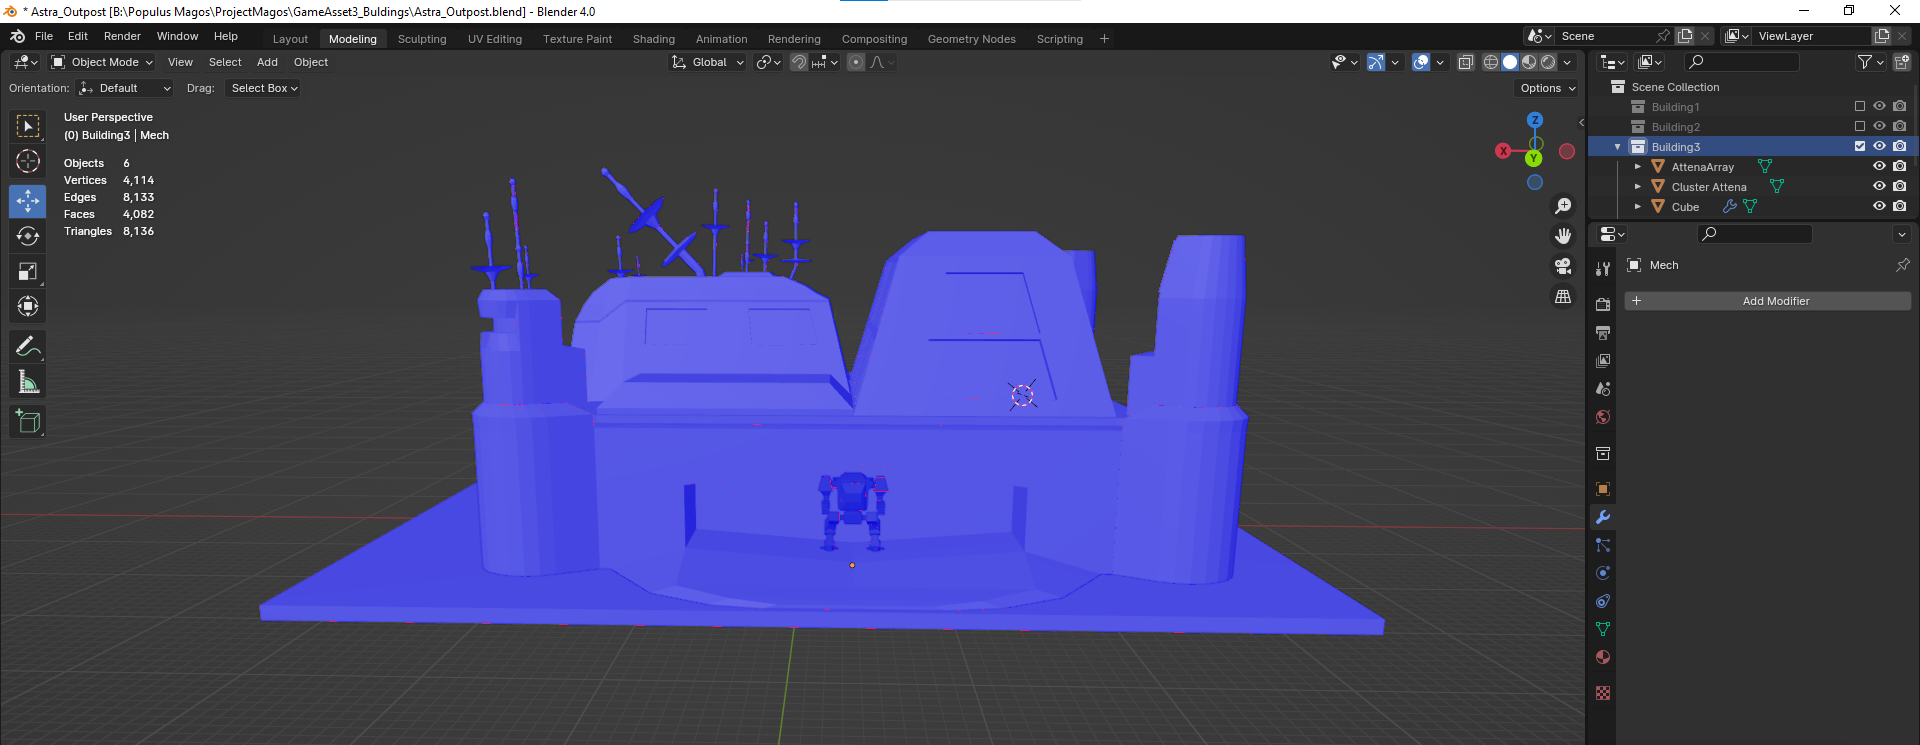 * Astra_Outpost [B:\Populus Magos\ProjectMagos\GameAsset3_Buldings\Astra_Outpost.blend] - Blender 4.0
File Edit Render Window Help Layout Modeling Sculpting UV Editing Texture Paint Shading Animation Rendering Compositing Geometry Nodes Scripting + Scene ViewLayer
Object Mode View Select Add Object Global
Orientation: Default Drag: Select Box Options
User Perspective
(0) Building3 | Mech
Objects 6
Vertices 4,114
Edges 8,133
Faces 4,082
Triangles 8,136
Z
X
Y
Scene Collection
Building1
Building2
Building3
AttenaArray
Cluster Attena
Cube
Mech
+ Add Modifier